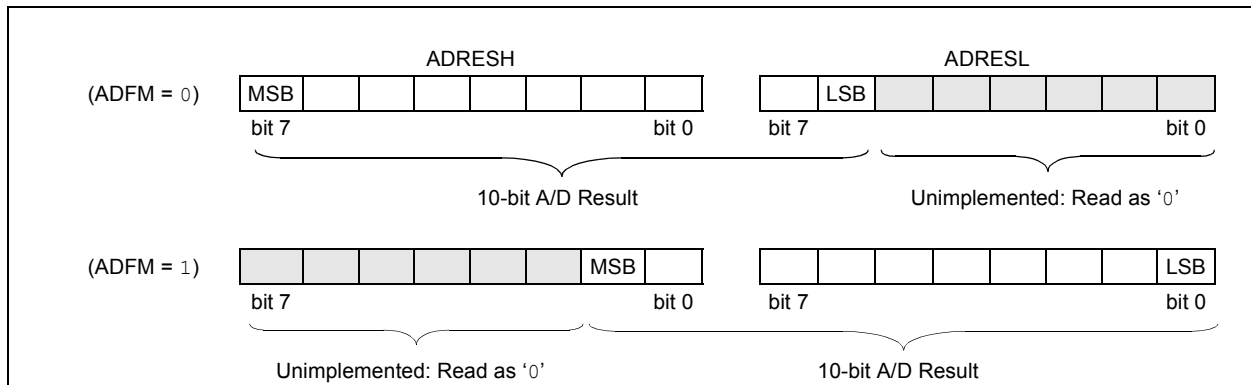 ADRESH ADRESL
(ADFM = 0) MSB LSB
bit 7 bit 0 bit 7 bit 0
10-bit A/D Result Unimplemented: Read as ‘0’
(ADFM = 1) MSB LSB
bit 7 bit 0 bit 7 bit 0
Unimplemented: Read as ‘0’ 10-bit A/D Result